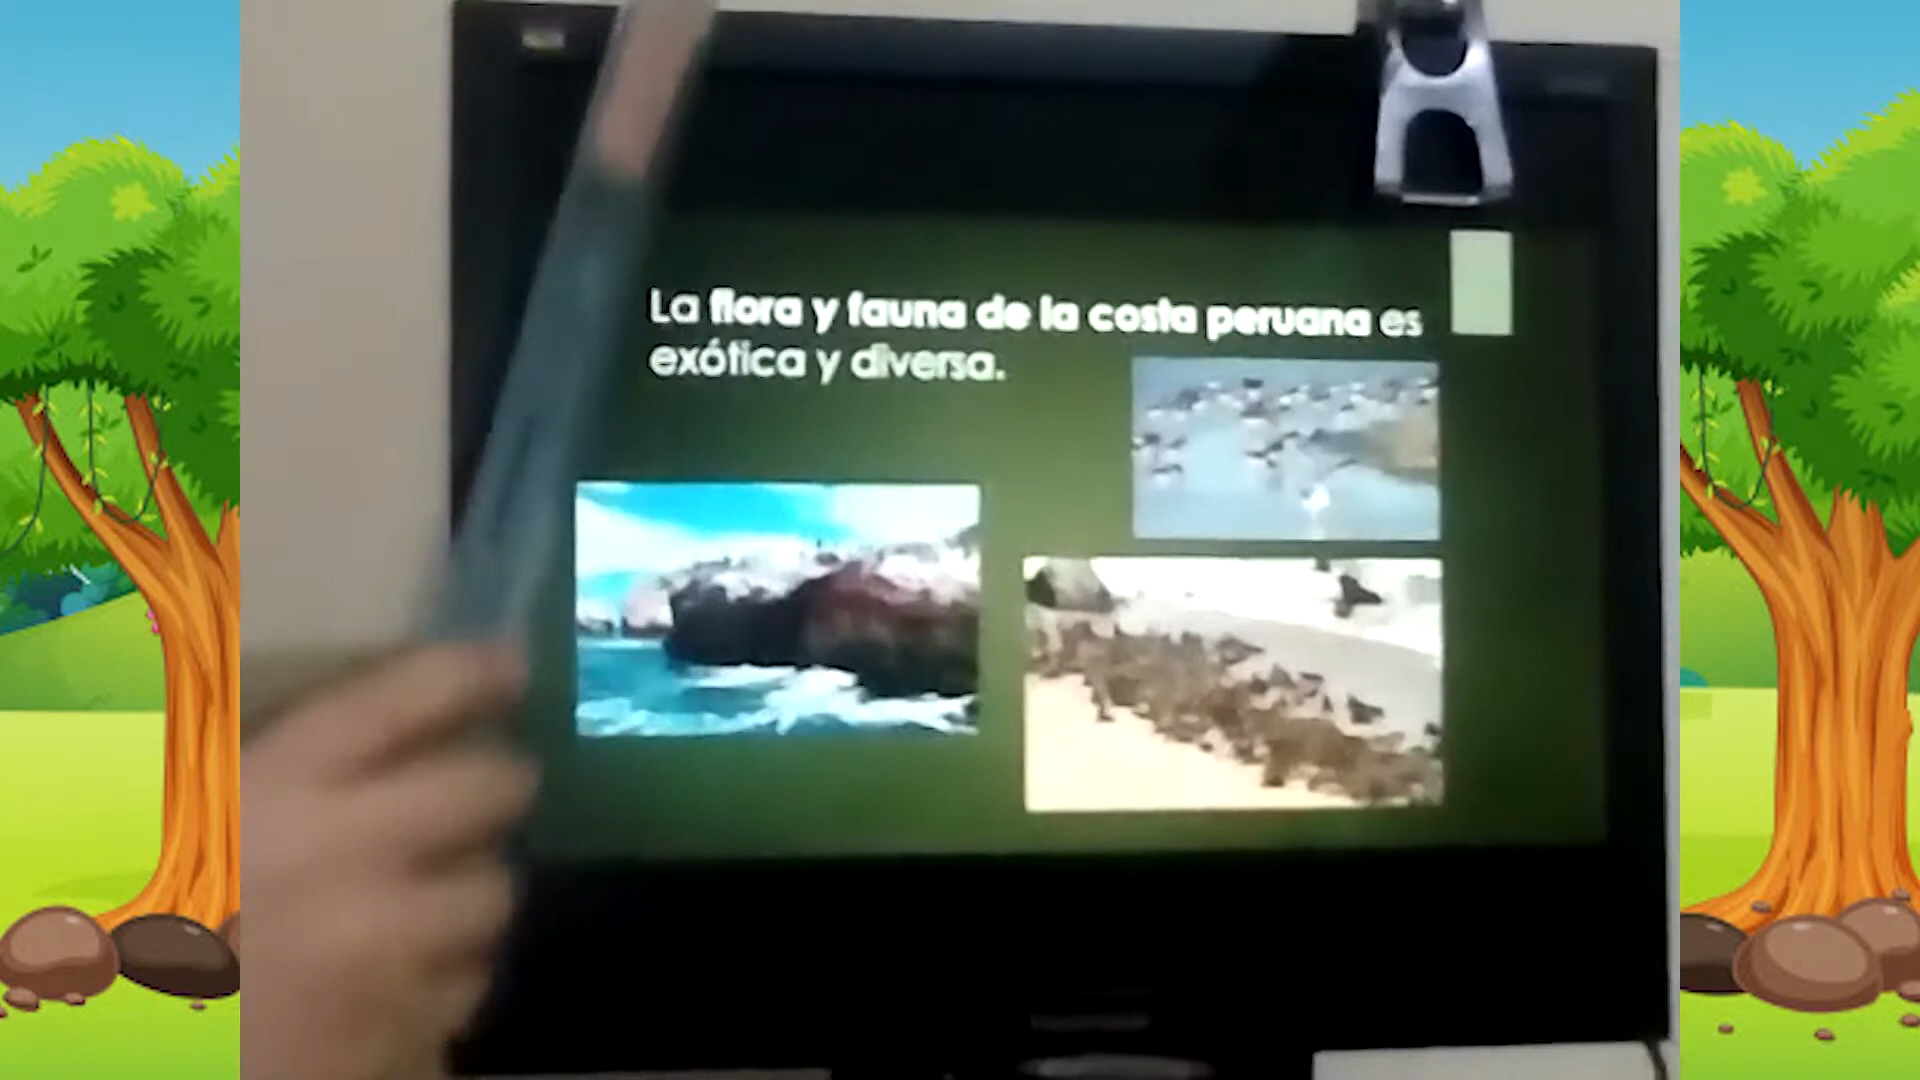 La flora y fauna de la costa peruana es
exótica y diversa.